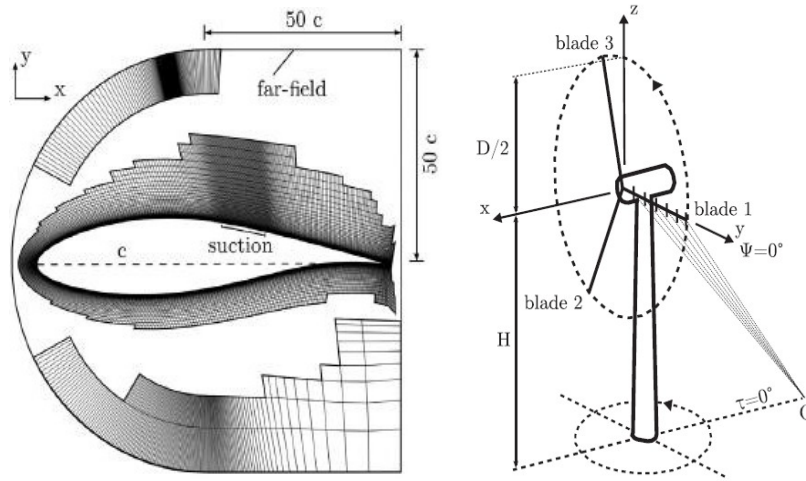 50 c
y
x
far-field
50 c
c
suction
z
blade 3
D/2
x
blade 1
y
Ψ=0°
blade 2
H
τ=0°